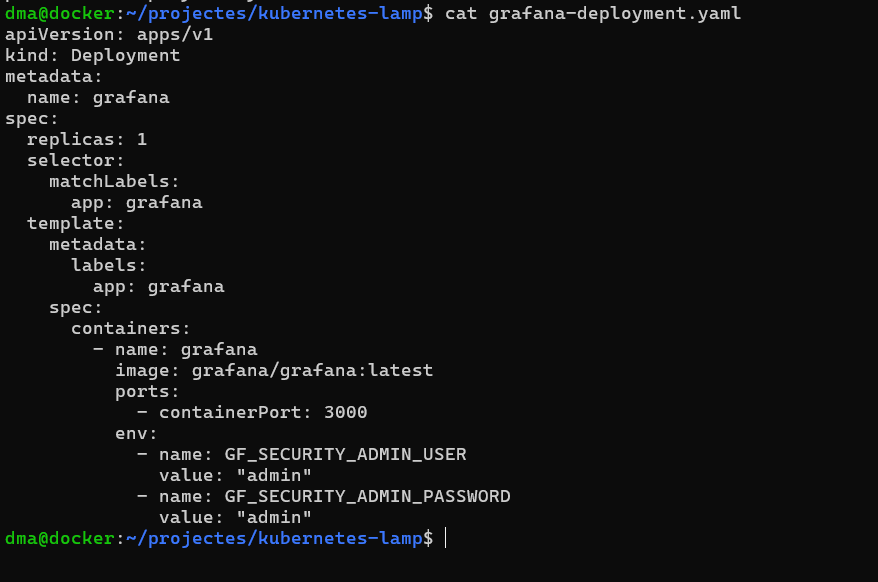 dma@docker:~/projectes/kubernetes-lamp$ cat grafana-deployment.yaml
apiVersion: apps/v1
kind: Deployment
metadata:
  name: grafana
spec:
  replicas: 1
  selector:
    matchLabels:
      app: grafana
  template:
    metadata:
      labels:
        app: grafana
    spec:
      containers:
        - name: grafana
          image: grafana/grafana:latest
          ports:
            - containerPort: 3000
          env:
            - name: GF_SECURITY_ADMIN_USER
              value: "admin"
            - name: GF_SECURITY_ADMIN_PASSWORD
              value: "admin"
dma@docker:~/projectes/kubernetes-lamp$